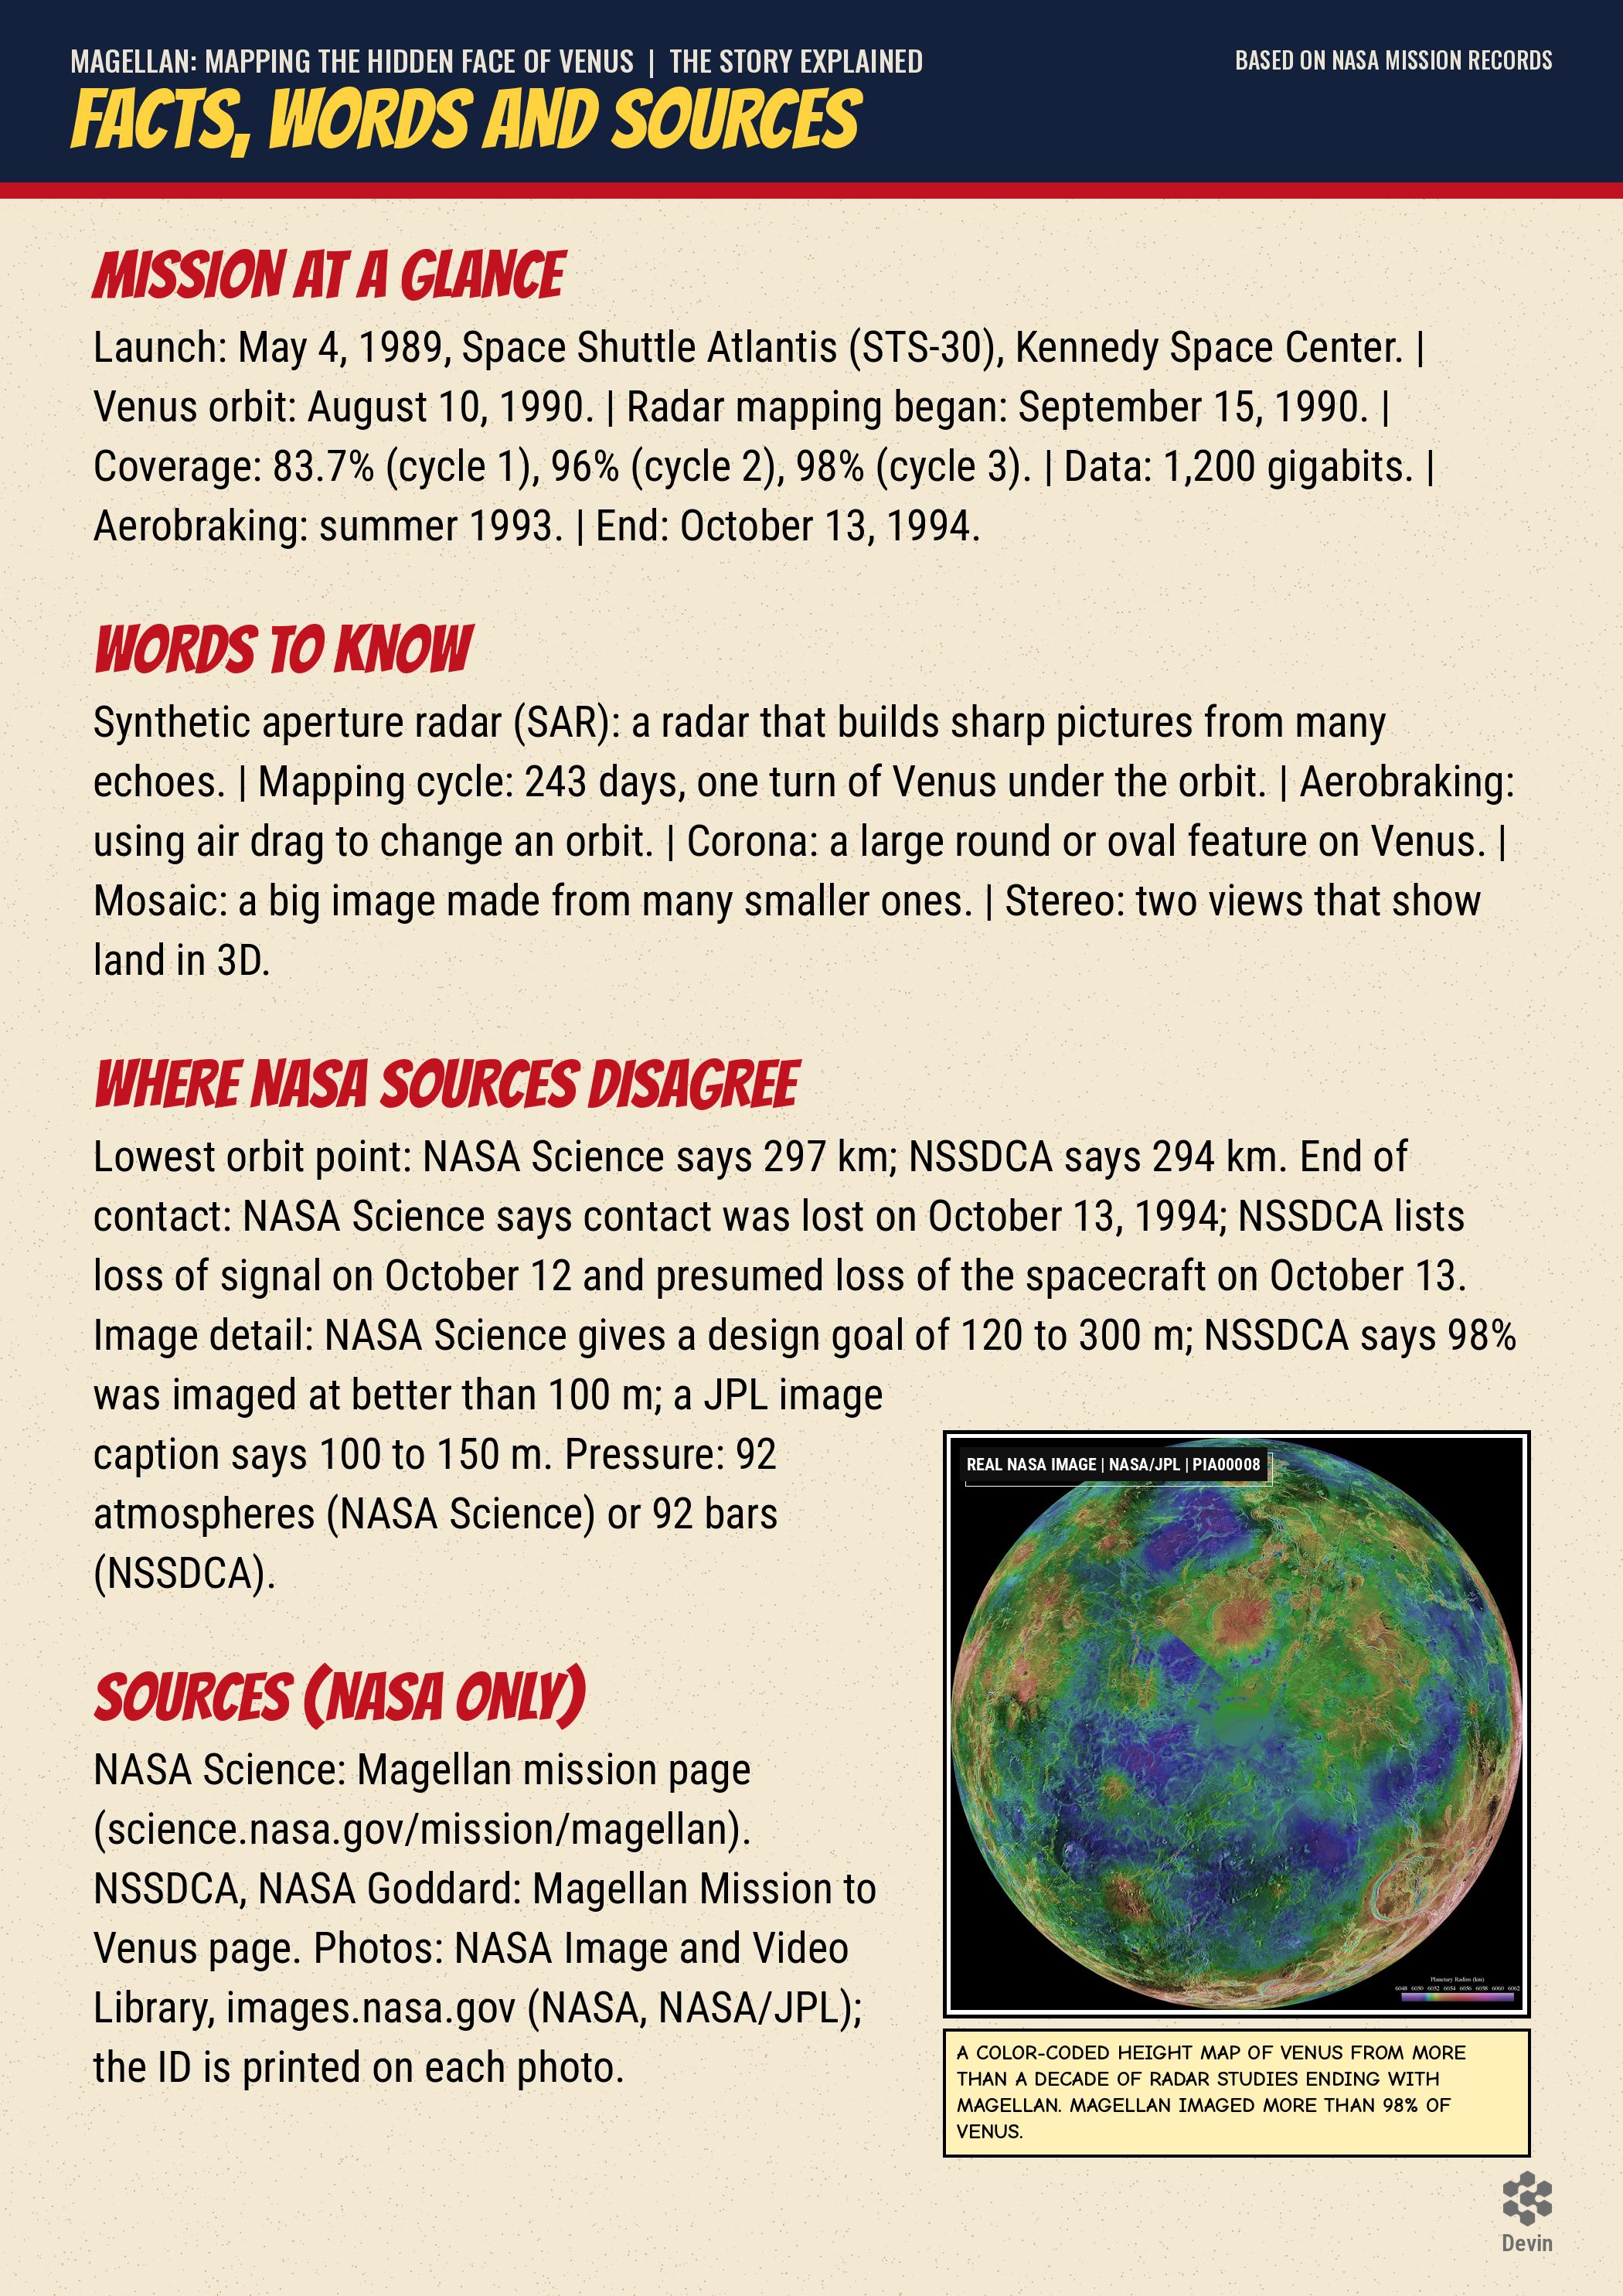 MAGELLAN: MAPPING THE HIDDEN FACE OF VENUS | THE STORY EXPLAINED
BASED ON NASA MISSION RECORDS
FACTS, WORDS AND SOURCES
MISSION AT A GLANCE
Launch: May 4, 1989, Space Shuttle Atlantis (STS-30), Kennedy Space Center. |
Venus orbit: August 10, 1990. | Radar mapping began: September 15, 1990. |
Coverage: 83.7% (cycle 1), 96% (cycle 2), 98% (cycle 3). | Data: 1,200 gigabits. |
Aerobraking: summer 1993. | End: October 13, 1994.
WORDS TO KNOW
Synthetic aperture radar (SAR): a radar that builds sharp pictures from many
echoes. | Mapping cycle: 243 days, one turn of Venus under the orbit. | Aerobraking:
using air drag to change an orbit. | Corona: a large round or oval feature on Venus. |
Mosaic: a big image made from many smaller ones. | Stereo: two views that show
land in 3D.
WHERE NASA SOURCES DISAGREE
Lowest orbit point: NASA Science says 297 km; NSSDCA says 294 km. End of
contact: NASA Science says contact was lost on October 13, 1994; NSSDCA lists
loss of signal on October 12 and presumed loss of the spacecraft on October 13.
Image detail: NASA Science gives a design goal of 120 to 300 m; NSSDCA says 98%
was imaged at better than 100 m; a JPL image
caption says 100 to 150 m. Pressure: 92
atmospheres (NASA Science) or 92 bars
(NSSDCA).
SOURCES (NASA ONLY)
NASA Science: Magellan mission page
(science.nasa.gov/mission/magellan).
NSSDCA, NASA Goddard: Magellan Mission to
Venus page. Photos: NASA Image and Video
Library, images.nasa.gov (NASA, NASA/JPL);
the ID is printed on each photo.
REAL NASA IMAGE | NASA/JPL | PIA00008
Planetary Radius (km)
6048 6050 6052 6054 6056 6058 6060 6062
A COLOR-CODED HEIGHT MAP OF VENUS FROM MORE
THAN A DECADE OF RADAR STUDIES ENDING WITH
MAGELLAN. MAGELLAN IMAGED MORE THAN 98% OF
VENUS.
Devin